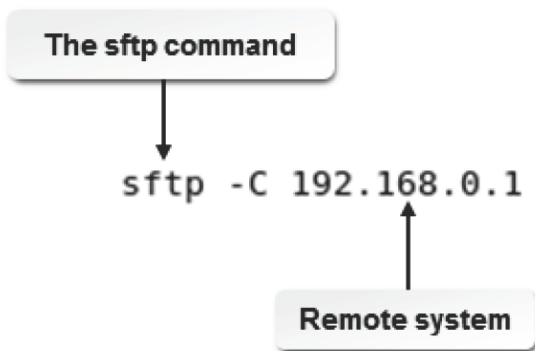 The sftp command
sftp -C 192.168.0.1
Remote system